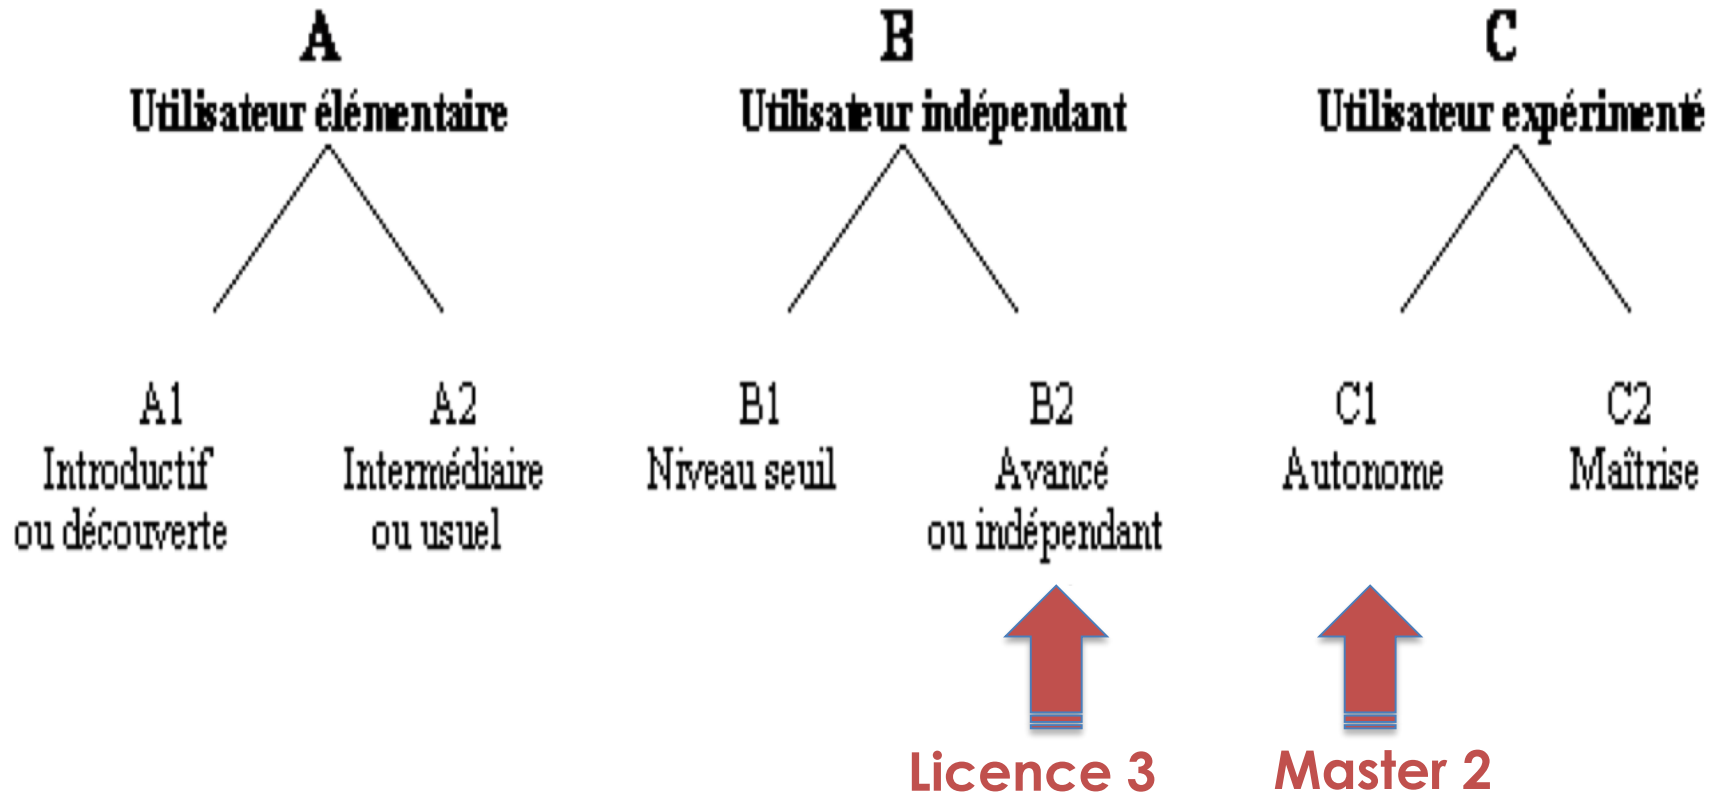 A
Utilisateur élémentaire
B
Utilisateur indépendant
C
Utilisateur expérimenté
A1
Introductif
ou découverte
A2
Intermédiaire
ou usuel
B1
Niveau seuil
B2
Avancé
ou indépendant
C1
Autonome
C2
Maîtrise
Licence 3
Master 2